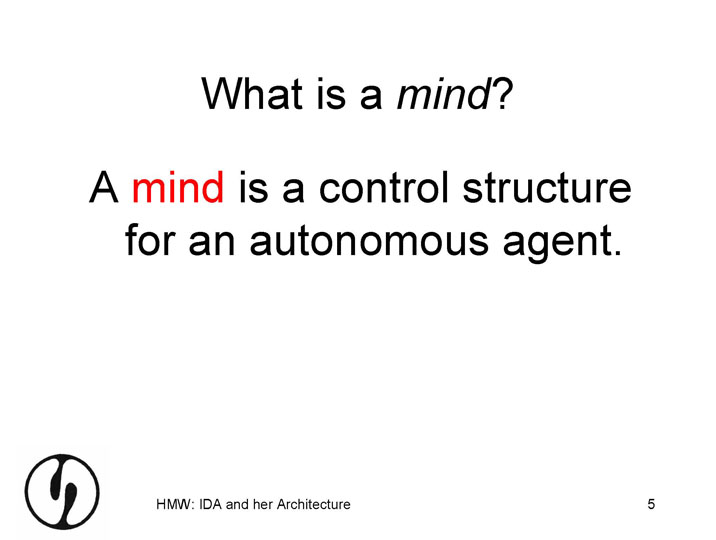 What is a mind?
A mind is a control structure
for an autonomous agent.
HMW: IDA and her Architecture
5